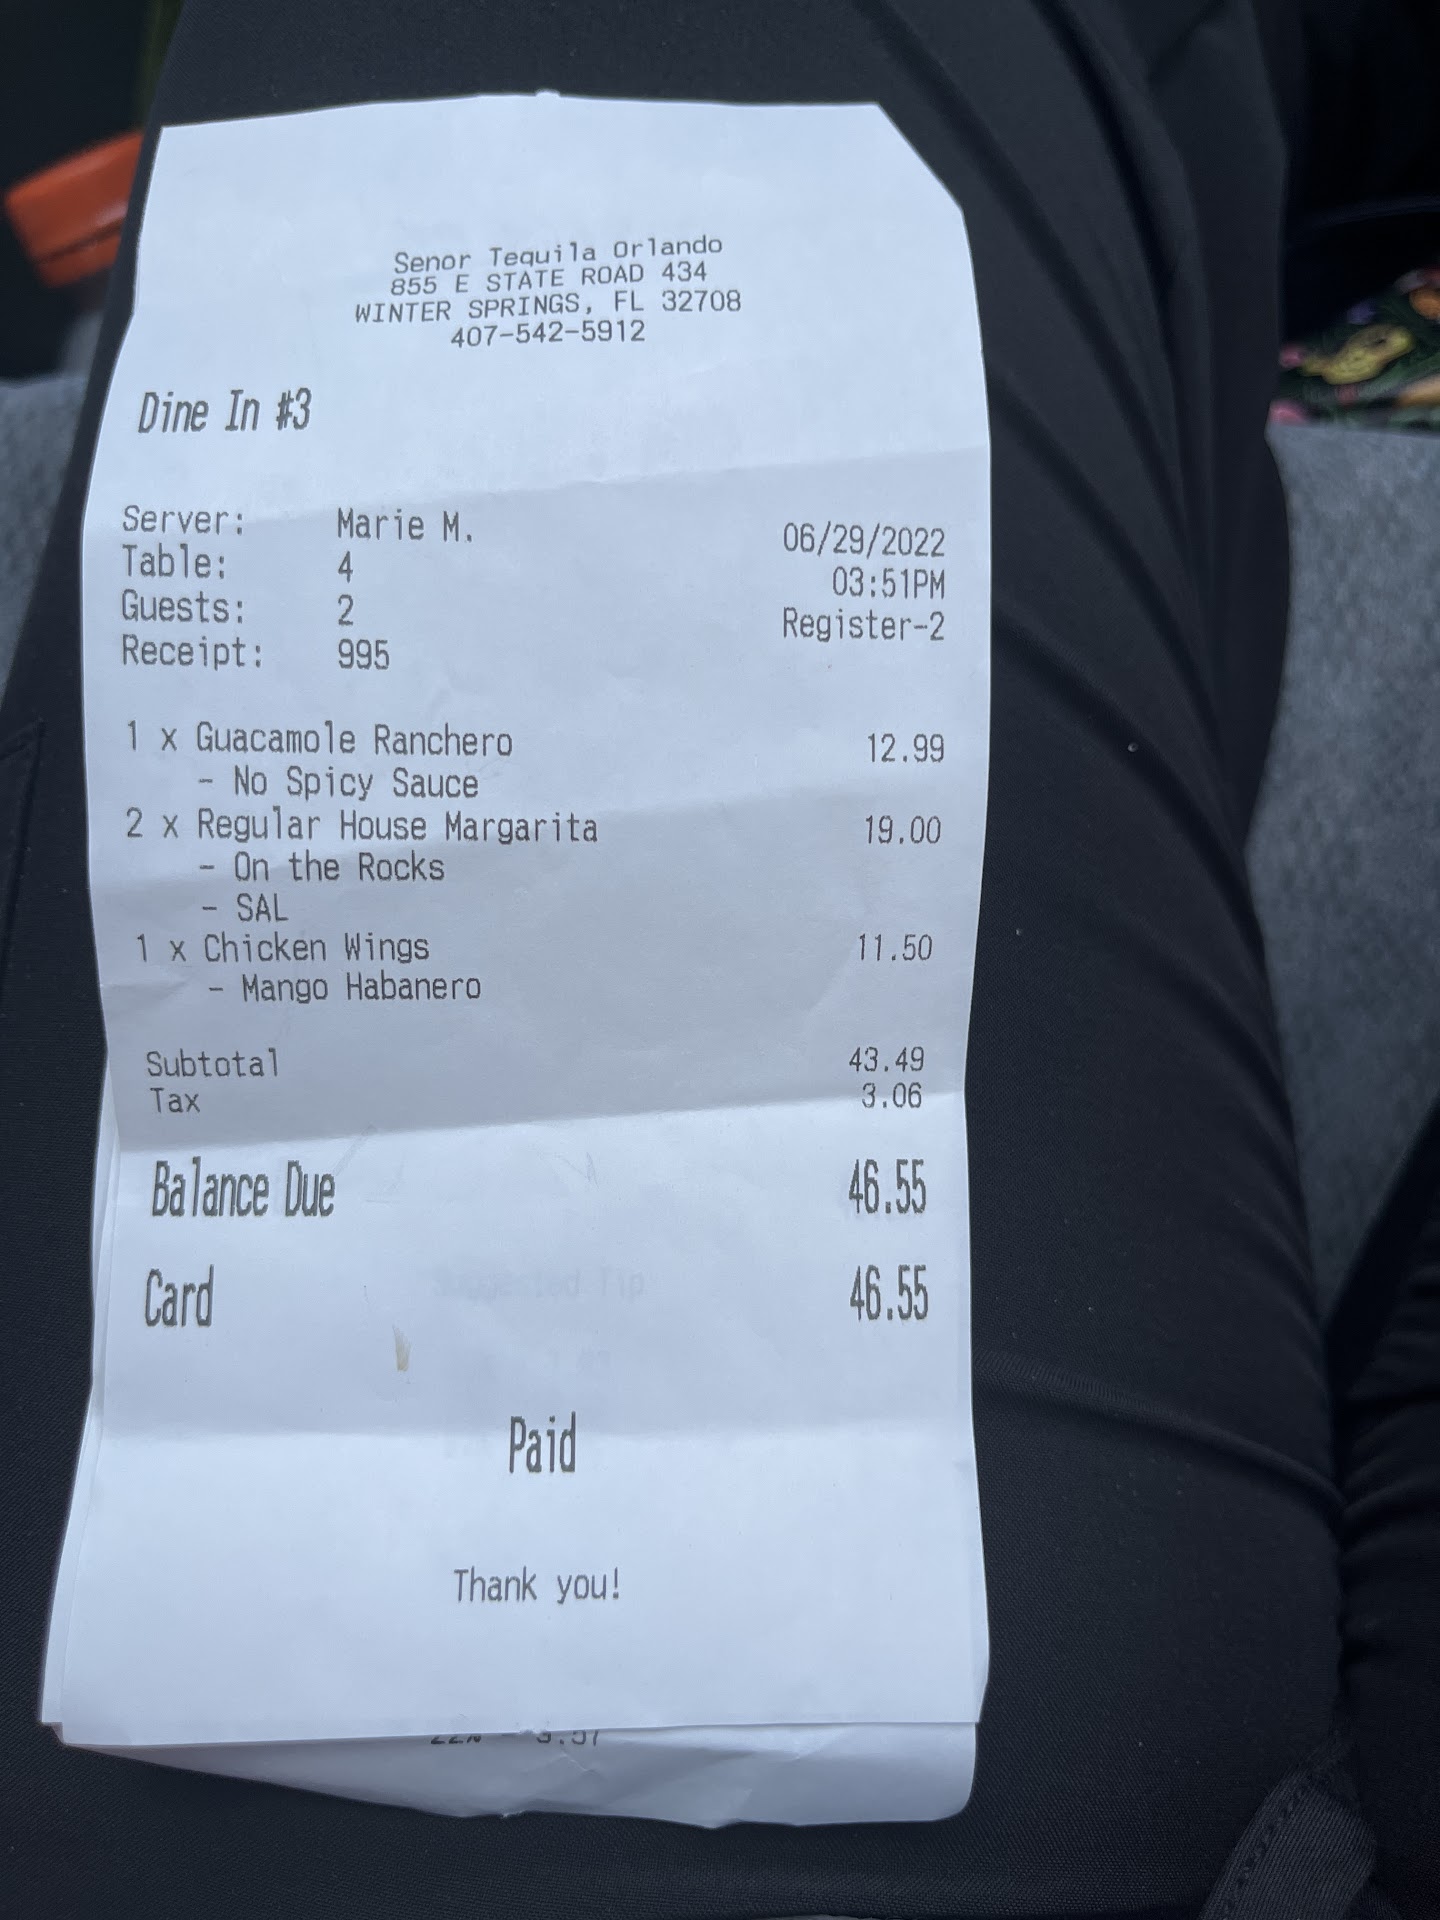 Senor Tequila Orlando
855 E STATE ROAD 434
WINTER SPRINGS, FL 32708
407-542-5912
Dine In #3
Server: Marie M.
06/29/2022
Table: 4
03:51PM
Guests: 2
Register-2
Receipt: 995
1 x Guacamole Ranchero 12.99
- No Spicy Sauce
2 x Regular House Margarita 19.00
- On the Rocks
- SAL
1 x Chicken Wings 11.50
- Mango Habanero
Subtotal 43.49
Tax 3.06
Balance Due 46.55
Card 46.55
Suggested Tip
Paid
Thank you!